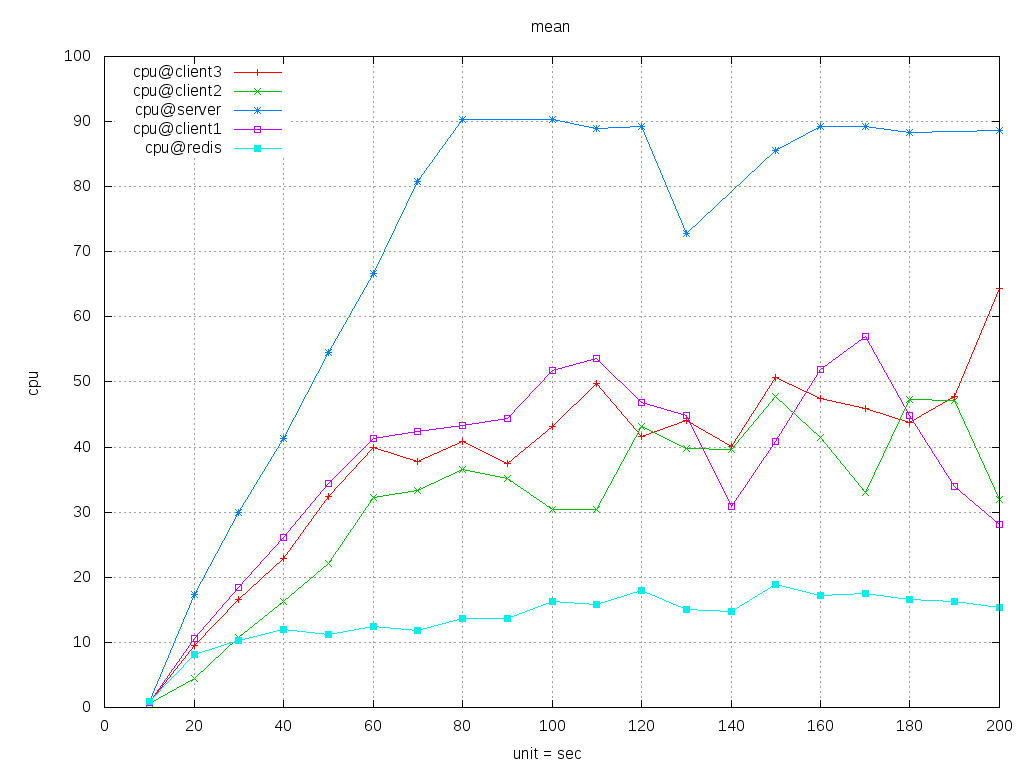 mean
100
90
80
70
60
50
40
30
20
10
0
cpu
cpu@client3
cpu@client2
cpu@server
cpu@client1
cpu@redis
0 20 40 60 80 100 120 140 160 180 200
unit = sec